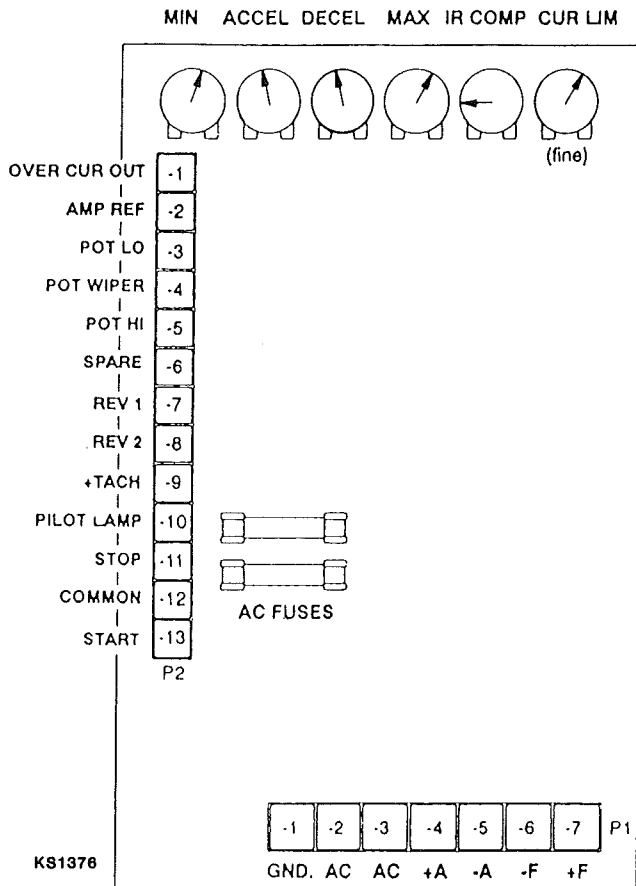 MIN ACCEL DECEL MAX IR COMP CUR LIM
(fine)
OVER CUR OUT -1
AMP REF -2
POT LO -3
POT WIPER -4
POT HI -5
SPARE -6
REV 1 -7
REV 2 -8
+TACH -9
PILOT LAMP -10
STOP -11
COMMON -12
START -13
P2
AC FUSES
-1 -2 -3 -4 -5 -6 -7 P1
GND. AC AC +A -A -F +F
KS1376